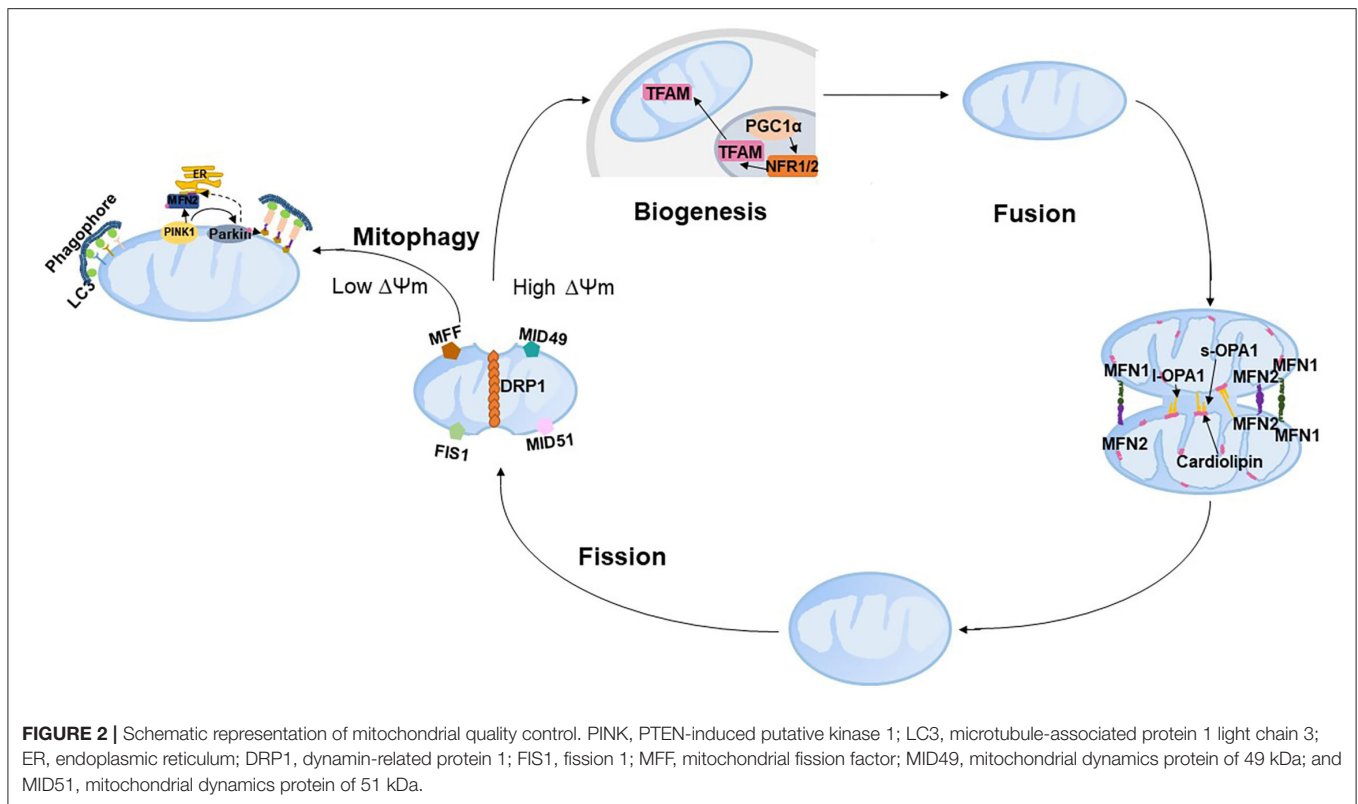 TFAM
PGC1α
TFAM
NFR1/2
Biogenesis
Fusion
ER
MFN2
PINK1
Parkin
Phagophore
LC3
Mitophagy
Low ΔΨm
High ΔΨm
MFF
MID49
DRP1
FIS1
MID51
s-OPA1
MFN1
l-OPA1
MFN2
MFN1
MFN2
MFN2
MFN1
Cardiolipin
Fission
FIGURE 2 | Schematic representation of mitochondrial quality control. PINK, PTEN-induced putative kinase 1; LC3, microtubule-associated protein 1 light chain 3;
ER, endoplasmic reticulum; DRP1, dynamin-related protein 1; FIS1, fission 1; MFF, mitochondrial fission factor; MID49, mitochondrial dynamics protein of 49 kDa; and
MID51, mitochondrial dynamics protein of 51 kDa.